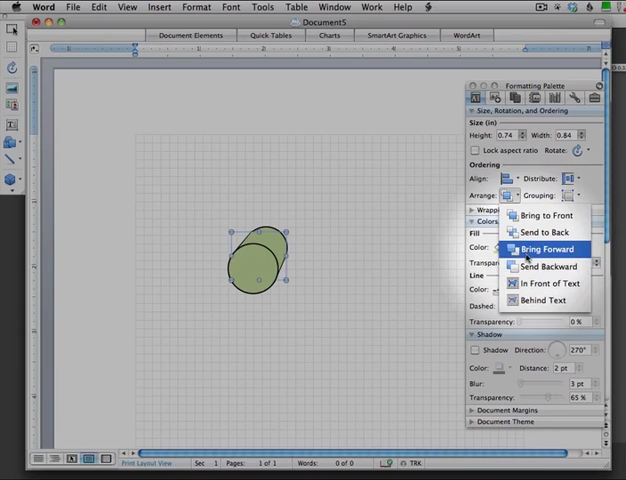 Word File Edit View Insert Format Font Tools Table Window Work Help
Document5
Document Elements Quick Tables Charts SmartArt Graphics WordArt
Formatting Palette
Size, Rotation, and Ordering
Size (in)
Height: 0.74 Width: 0.84
Lock aspect ratio Rotate:
Ordering
Align: Distribute:
Arrange: Grouping:
Bring to Front
Send to Back
Bring Forward
Send Backward
In Front of Text
Behind Text
Wrappi
Colors,
Fill
Color:
Transpare
Line
Color:
Dashed:
Transparency: 0 %
Shadow
Shadow Direction: 270°
Color: Distance: 2 pt
Blur: 3 pt
Transparency: 65 %
Document Margins
Document Theme
Print Layout View Sec 1 Pages: 1 of 1 Words: 0 of 0 TRK